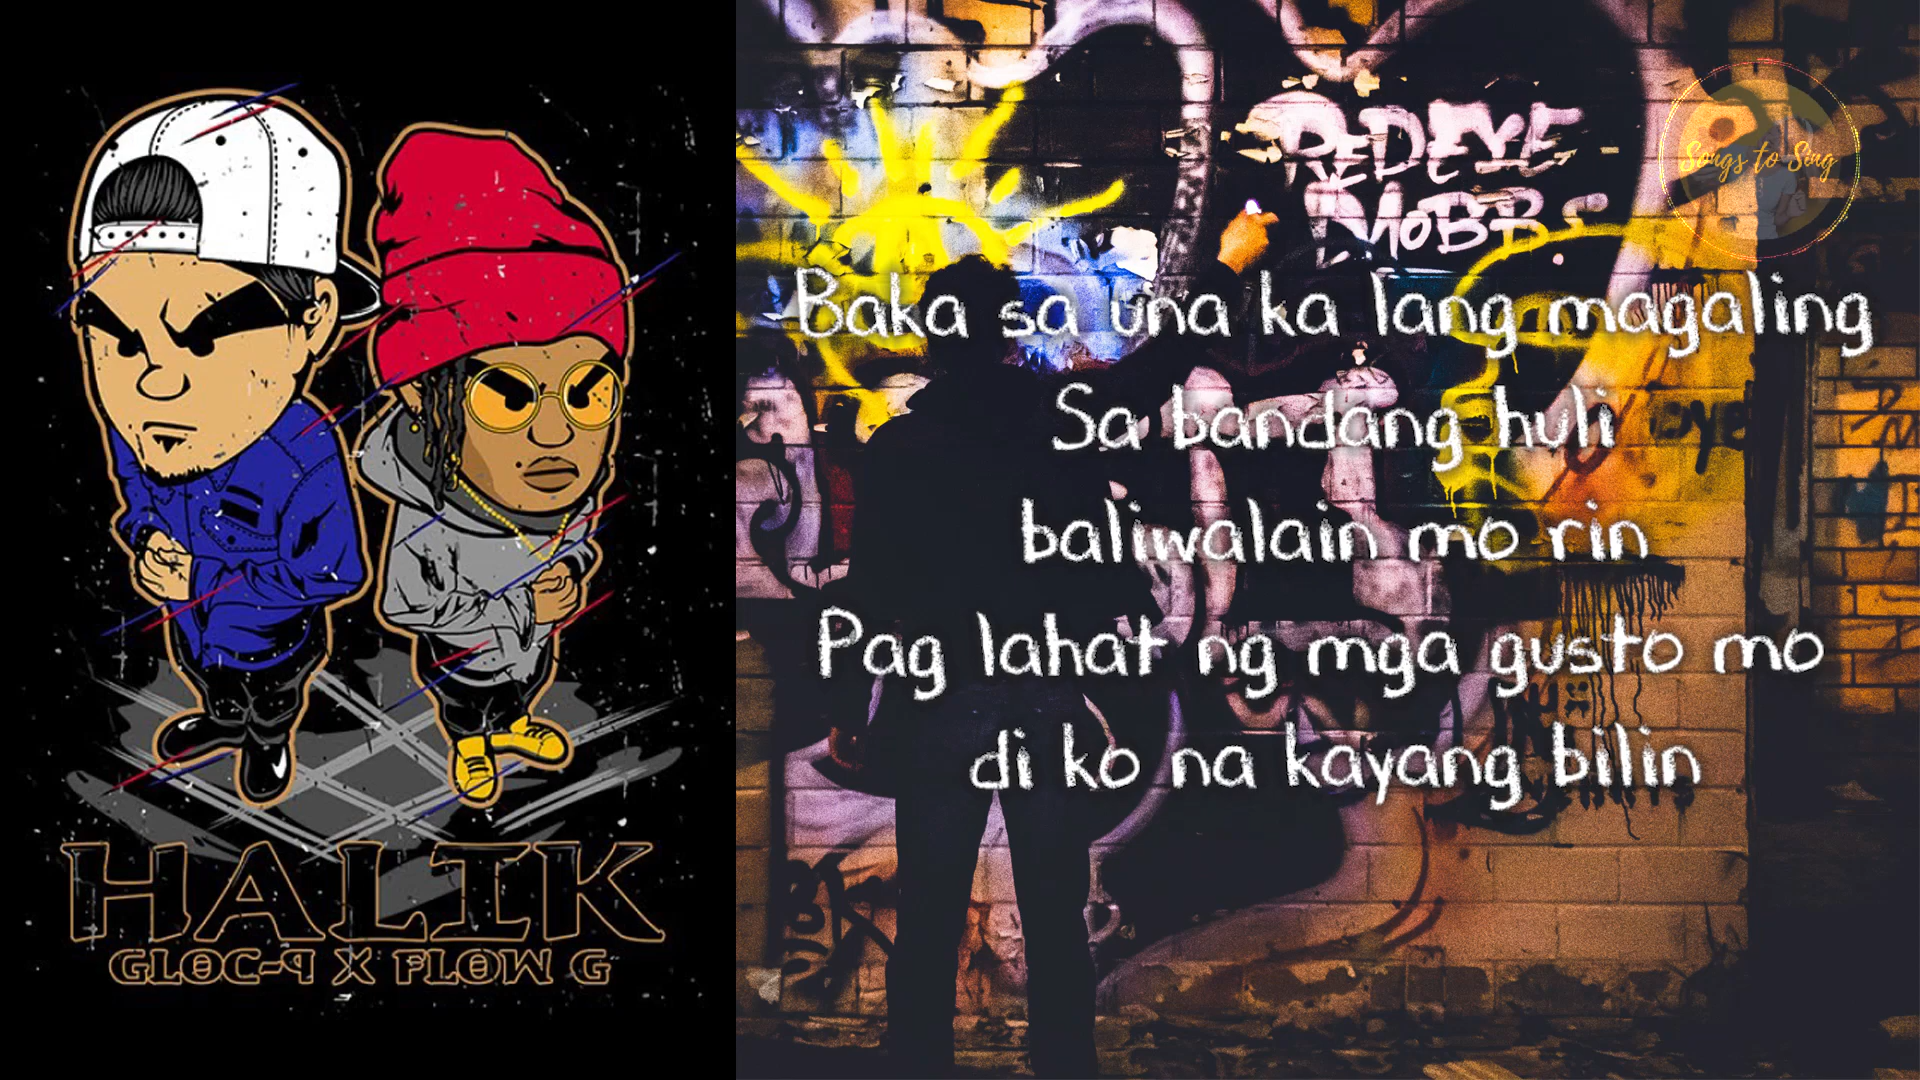 HALIK
GLOC-9 X FLOW G
REDEYE
MOBBS
Songs to Sing
Baka sa una ka lang magaling
Sa bandang huli
baliwalain mo rin
Pag lahat ng mga gusto mo
di ko na kayang bilin